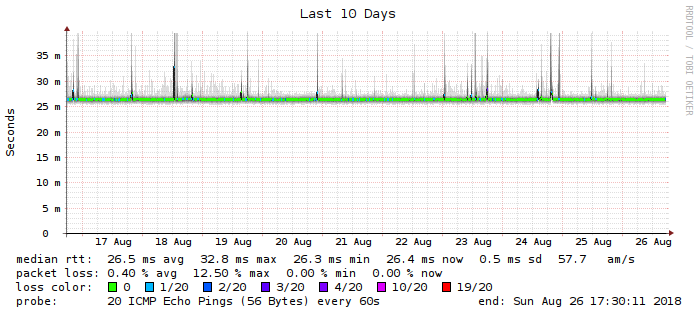 Last 10 Days
RRDTOOL / TOBI OETIKER
Seconds
35 m
30 m
25 m
20 m
15 m
10 m
5 m
0
17 Aug 18 Aug 19 Aug 20 Aug 21 Aug 22 Aug 23 Aug 24 Aug 25 Aug 26 Aug
median rtt: 26.5 ms avg 32.8 ms max 26.3 ms min 26.4 ms now 0.5 ms sd 57.7 am/s
packet loss: 0.40 % avg 12.50 % max 0.00 % min 0.00 % now
loss color: 0 1/20 2/20 3/20 4/20 10/20 19/20
probe: 20 ICMP Echo Pings (56 Bytes) every 60s end: Sun Aug 26 17:30:11 2018